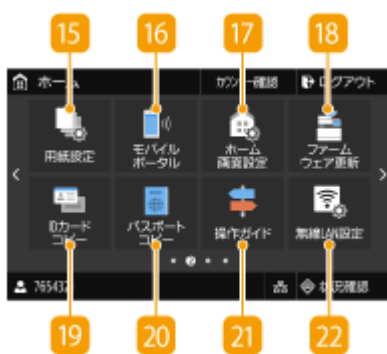 15 16 17 18
ホーム カウンター確認 ログアウト
用紙設定
モバイル
ポータル
ホーム
画面設定
ファーム
ウェア更新
IDカード
コピー
パスポート
コピー
操作ガイド
無線LAN設定
2
765432 状況確認
19 20 21 22